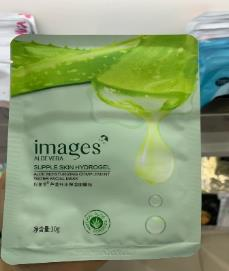 images
ALOE VERA
SUPPLE SKIN HYDROGEL
ALOE MOISTURIZING COMPLEMENT
WATER FACIAL MASK
净含量:30g